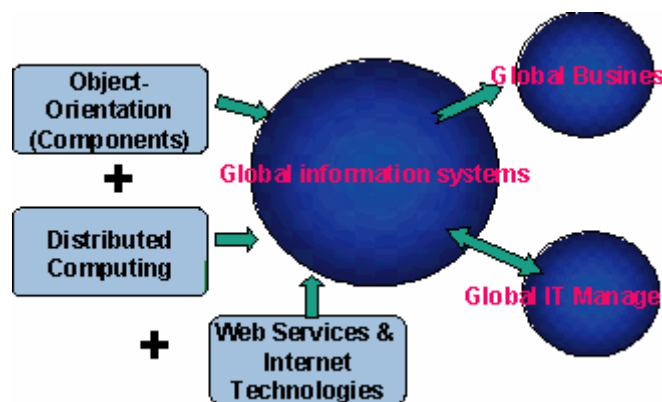 Object-
Orientation
(Components)
+
Distributed
Computing
+
Web Services &
Internet
Technologies
Global information systems
Global Busines
Global IT Manage